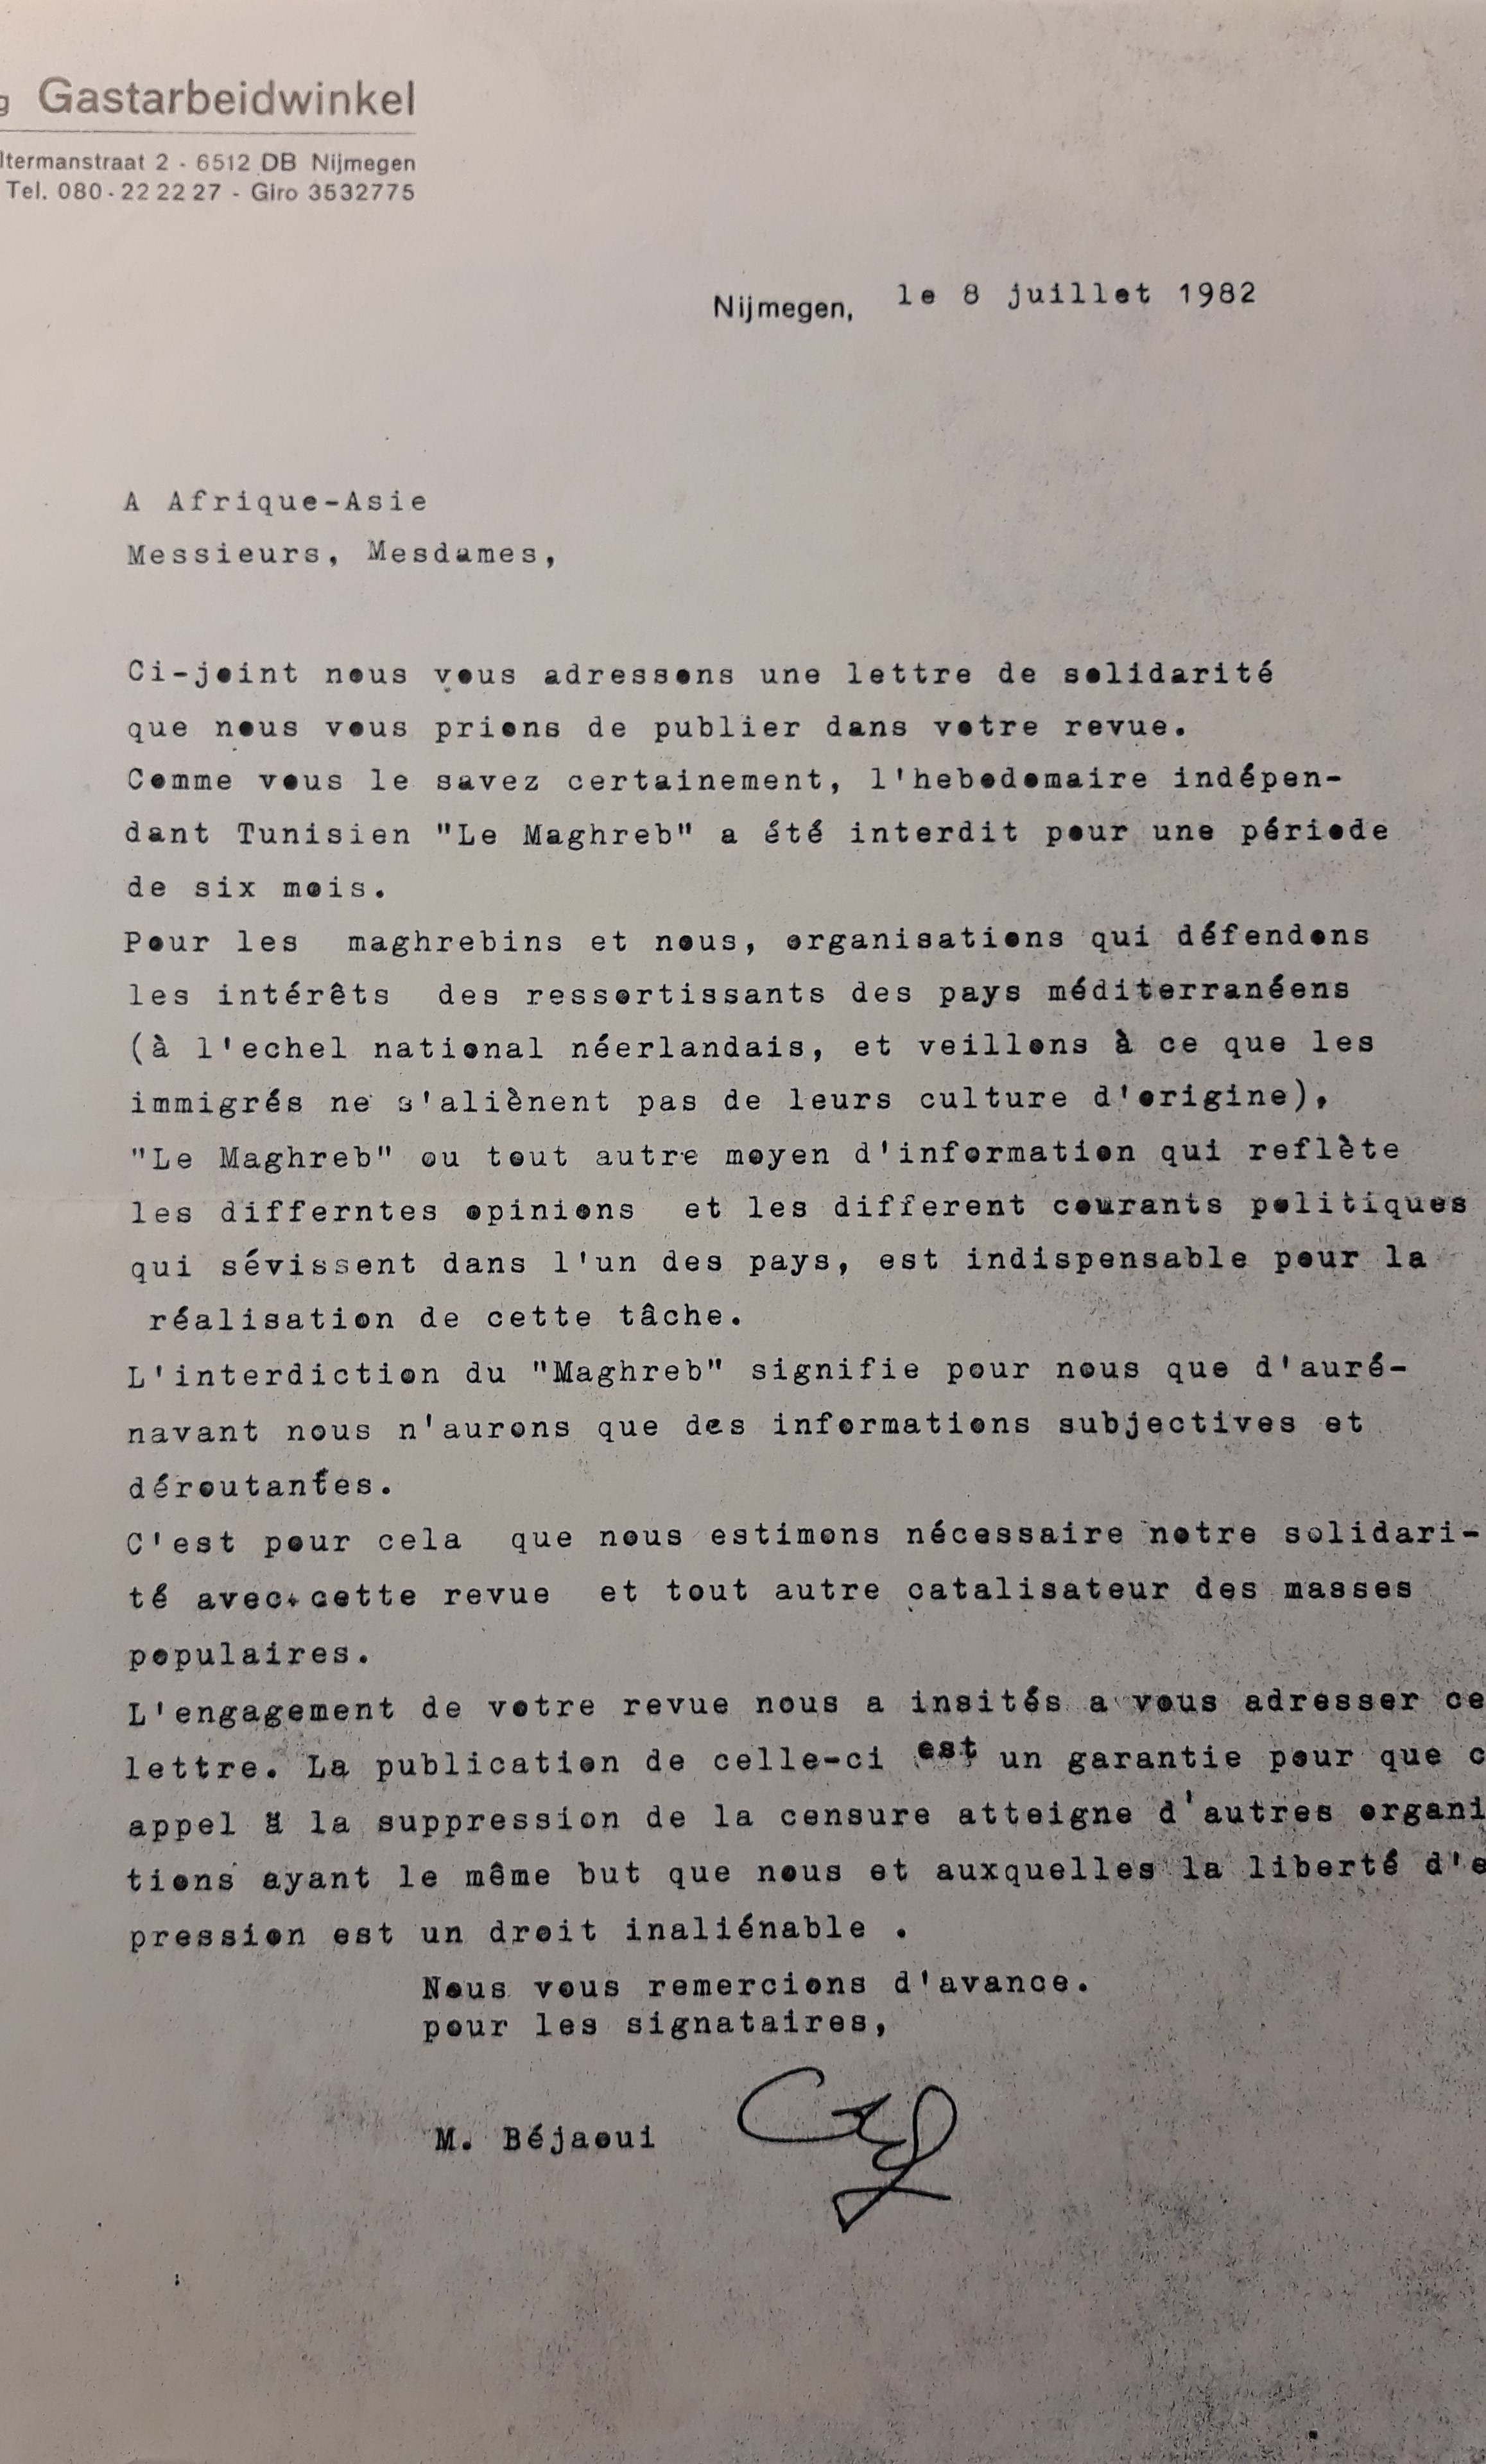 g Gastarbeidwinkel
ltermanstraat 2 - 6512 DB Nijmegen
Tel. 080 - 22 22 27 - Giro 3532775
Nijmegen, le 8 juillet 1982
A Afrique-Asie
Messieurs, Mesdames,
Ci-joint nous vous adressons une lettre de solidarité
que nous vous prions de publier dans votre revue.
Comme vous le savez certainement, l'hebodomaire indépen-
dant Tunisien "Le Maghreb" a été interdit pour une période
de six mois.
Pour les maghrebins et nous, organisations qui défendons
les intérêts des ressortissants des pays méditerranéens
(à l'echel national néerlandais, et veillons à ce que les
immigrés ne s'aliènent pas de leurs culture d'origine),
"Le Maghreb" ou tout autre moyen d'information qui reflète
les differntes opinions et les different courants politiques
qui sévissent dans l'un des pays, est indispensable pour la
réalisation de cette tâche.
L'interdiction du "Maghreb" signifie pour nous que d'auré-
navant nous n'aurons que des informations subjectives et
déroutantes.
C'est pour cela que nous estimons nécessaire notre solidari-
té avec cette revue et tout autre catalisateur des masses
populaires.
L'engagement de votre revue nous a insités a vous adresser ce
lettre. La publication de celle-ci est un garantie pour que c
appel à la suppression de la censure atteigne d'autres organi
tions ayant le même but que nous et auxquelles la liberté d'e
pression est un droit inaliénable .
Nous vous remercions d'avance.
pour les signataires,
M. Béjaoui